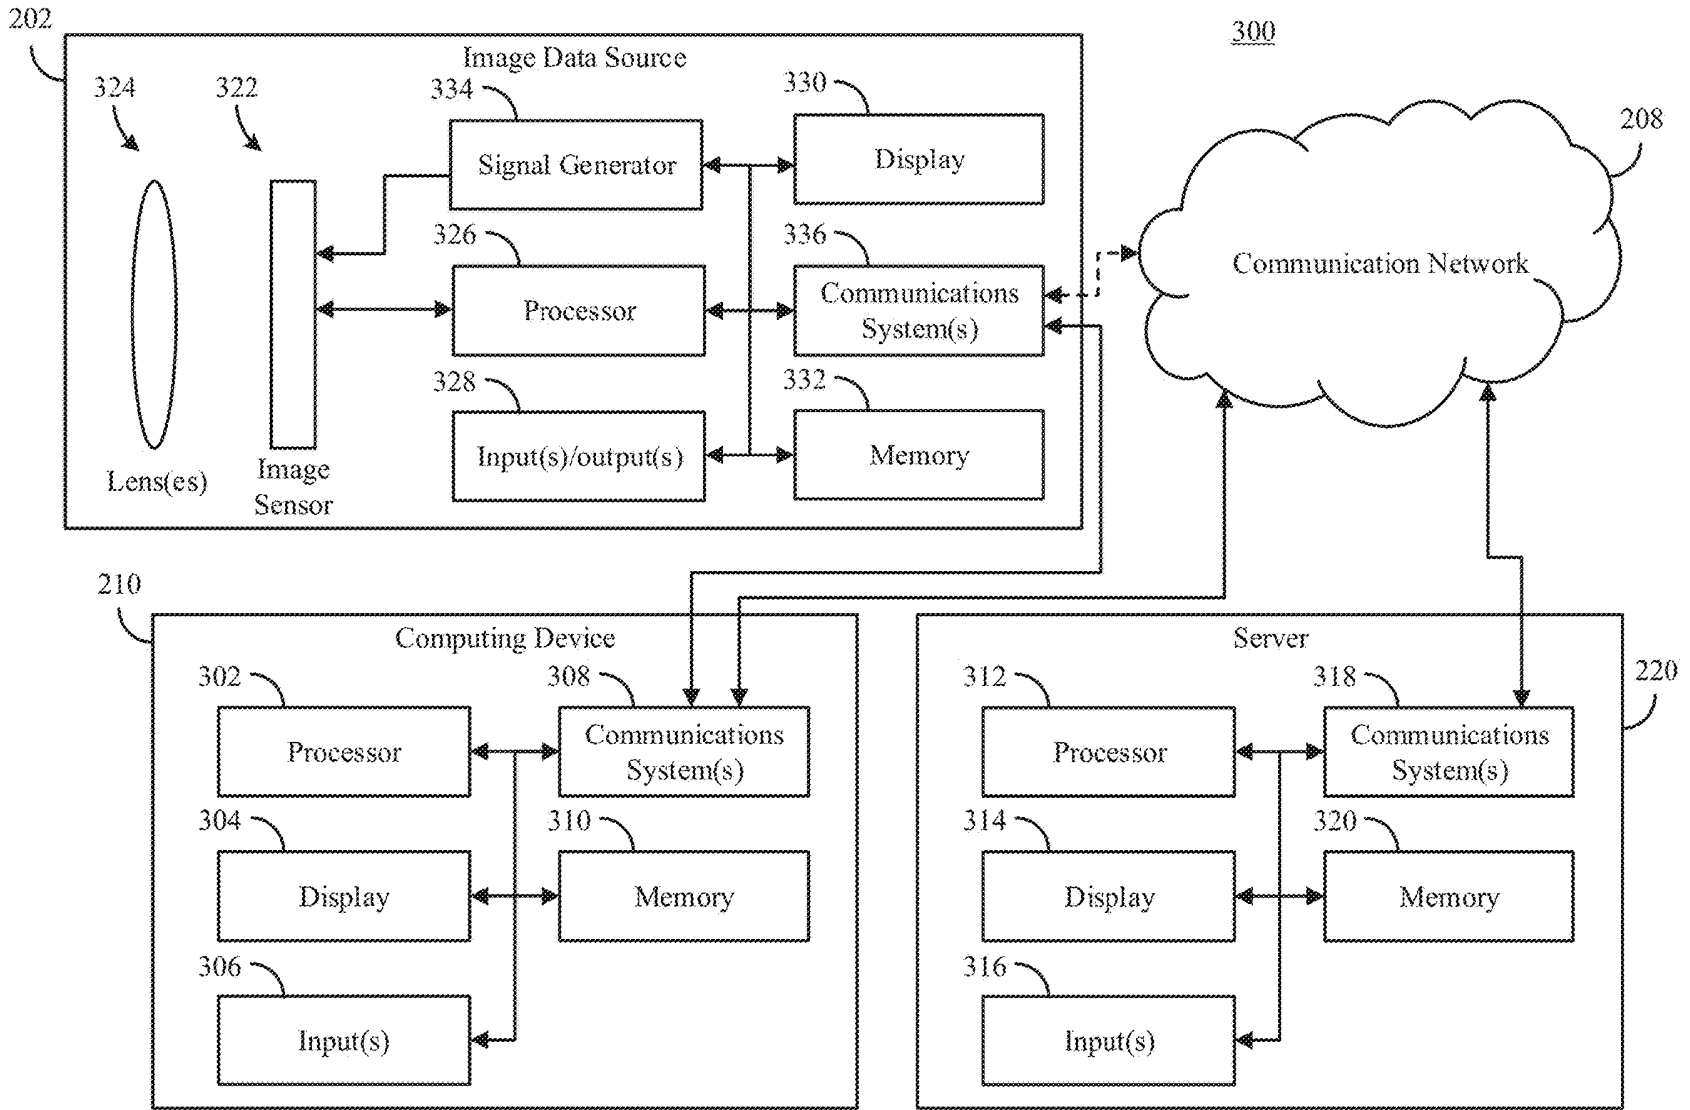 202
300
Image Data Source
324
322
334
330
208
Signal Generator
Display
326
336
Communication Network
Processor
Communications
System(s)
328
332
Input(s)/output(s)
Memory
Lens(es)
Image
Sensor
210
Computing Device
302
308
Processor
Communications
System(s)
304
310
Display
Memory
306
Input(s)
Server
220
312
318
Processor
Communications
System(s)
314
320
Display
Memory
316
Input(s)